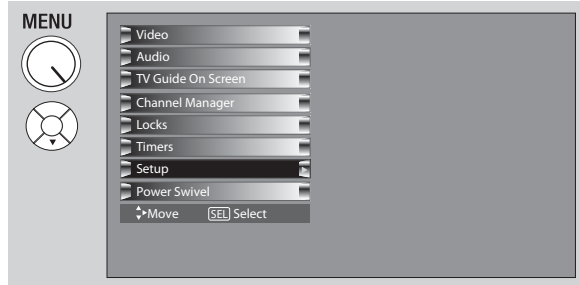 MENU
Video
Audio
TV Guide On Screen
Channel Manager
Locks
Timers
Setup
Power Swivel
Move SEL Select